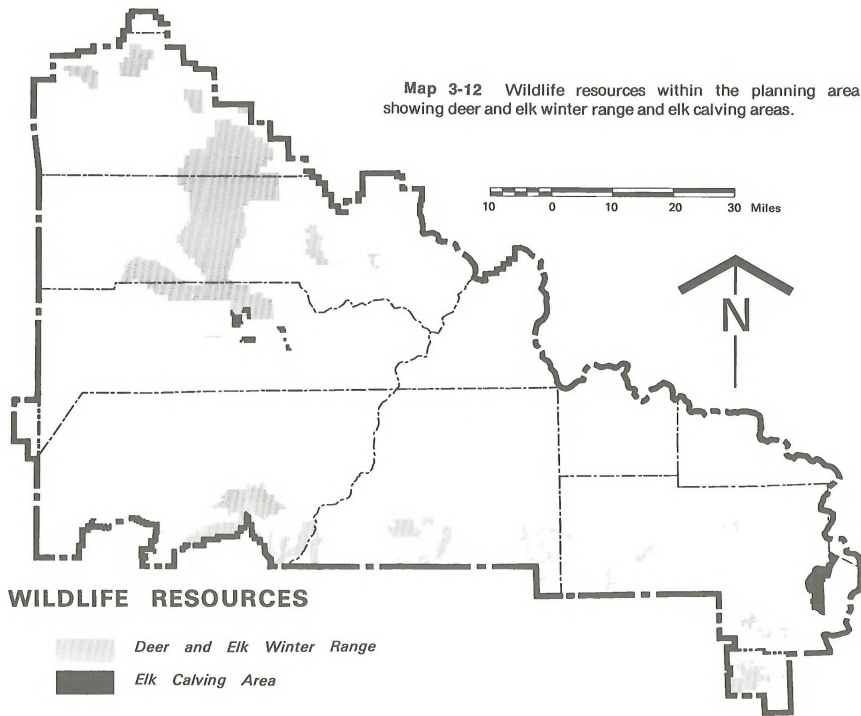 Map 3-12 Wildlife resources within the planning area
showing deer and elk winter range and elk calving areas.
10 0 10 20 30 Miles
N
WILDLIFE RESOURCES
Deer and Elk Winter Range
Elk Calving Area